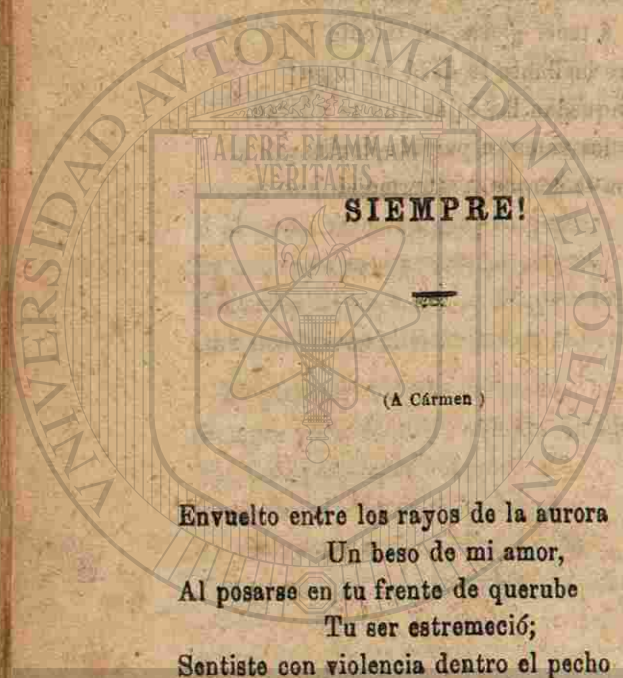 UNIVERSIDAD AUTONOMA DE NUEVO LEON
ALERE FLAMMAM
VERITATIS
SIEMPRE!
(A Cármen)
Envuelto entre los rayos de la aurora
Un beso de mi amor,
Al posarse en tu frente de querube
Tu ser estremeció;
Sentiste con violencia dentro el pecho